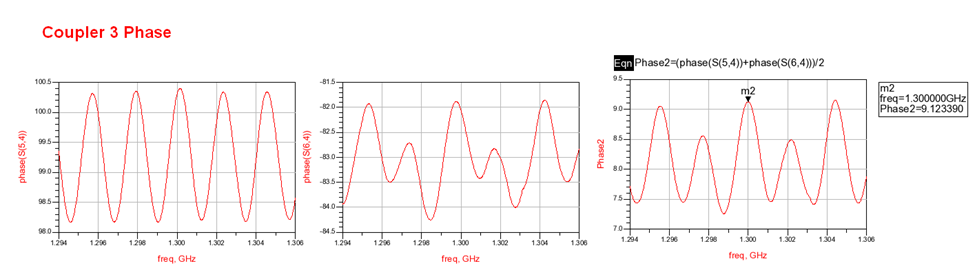 Coupler 3 Phase
Eqn Phase2=(phase(S(5,4))+phase(S(6,4)))/2
100.5
100.0
99.5
99.0
98.5
98.0
phase(S(5,4))
1.294 1.296 1.298 1.300 1.302 1.304 1.306
freq, GHz
-81.5
-82.0
-82.5
-83.0
-83.5
-84.0
-84.5
phase(S(6,4))
1.294 1.296 1.298 1.300 1.302 1.304 1.306
freq, GHz
9.5
9.0
8.5
8.0
7.5
7.0
Phase2
m2
1.294 1.296 1.298 1.300 1.302 1.304 1.306
freq, GHz
m2
freq=1.300000GHz
Phase2=9.123390